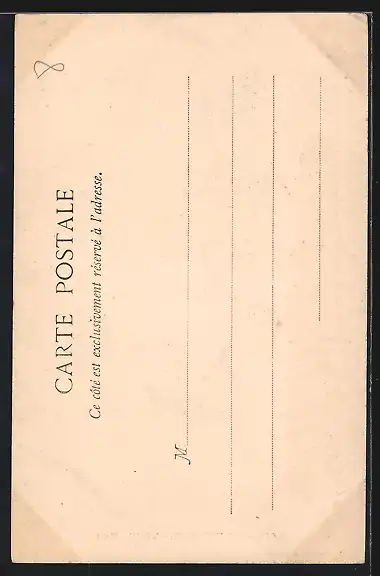 CARTE POSTALE
Ce côté est exclusivement réservé à l'adresse.
M
8